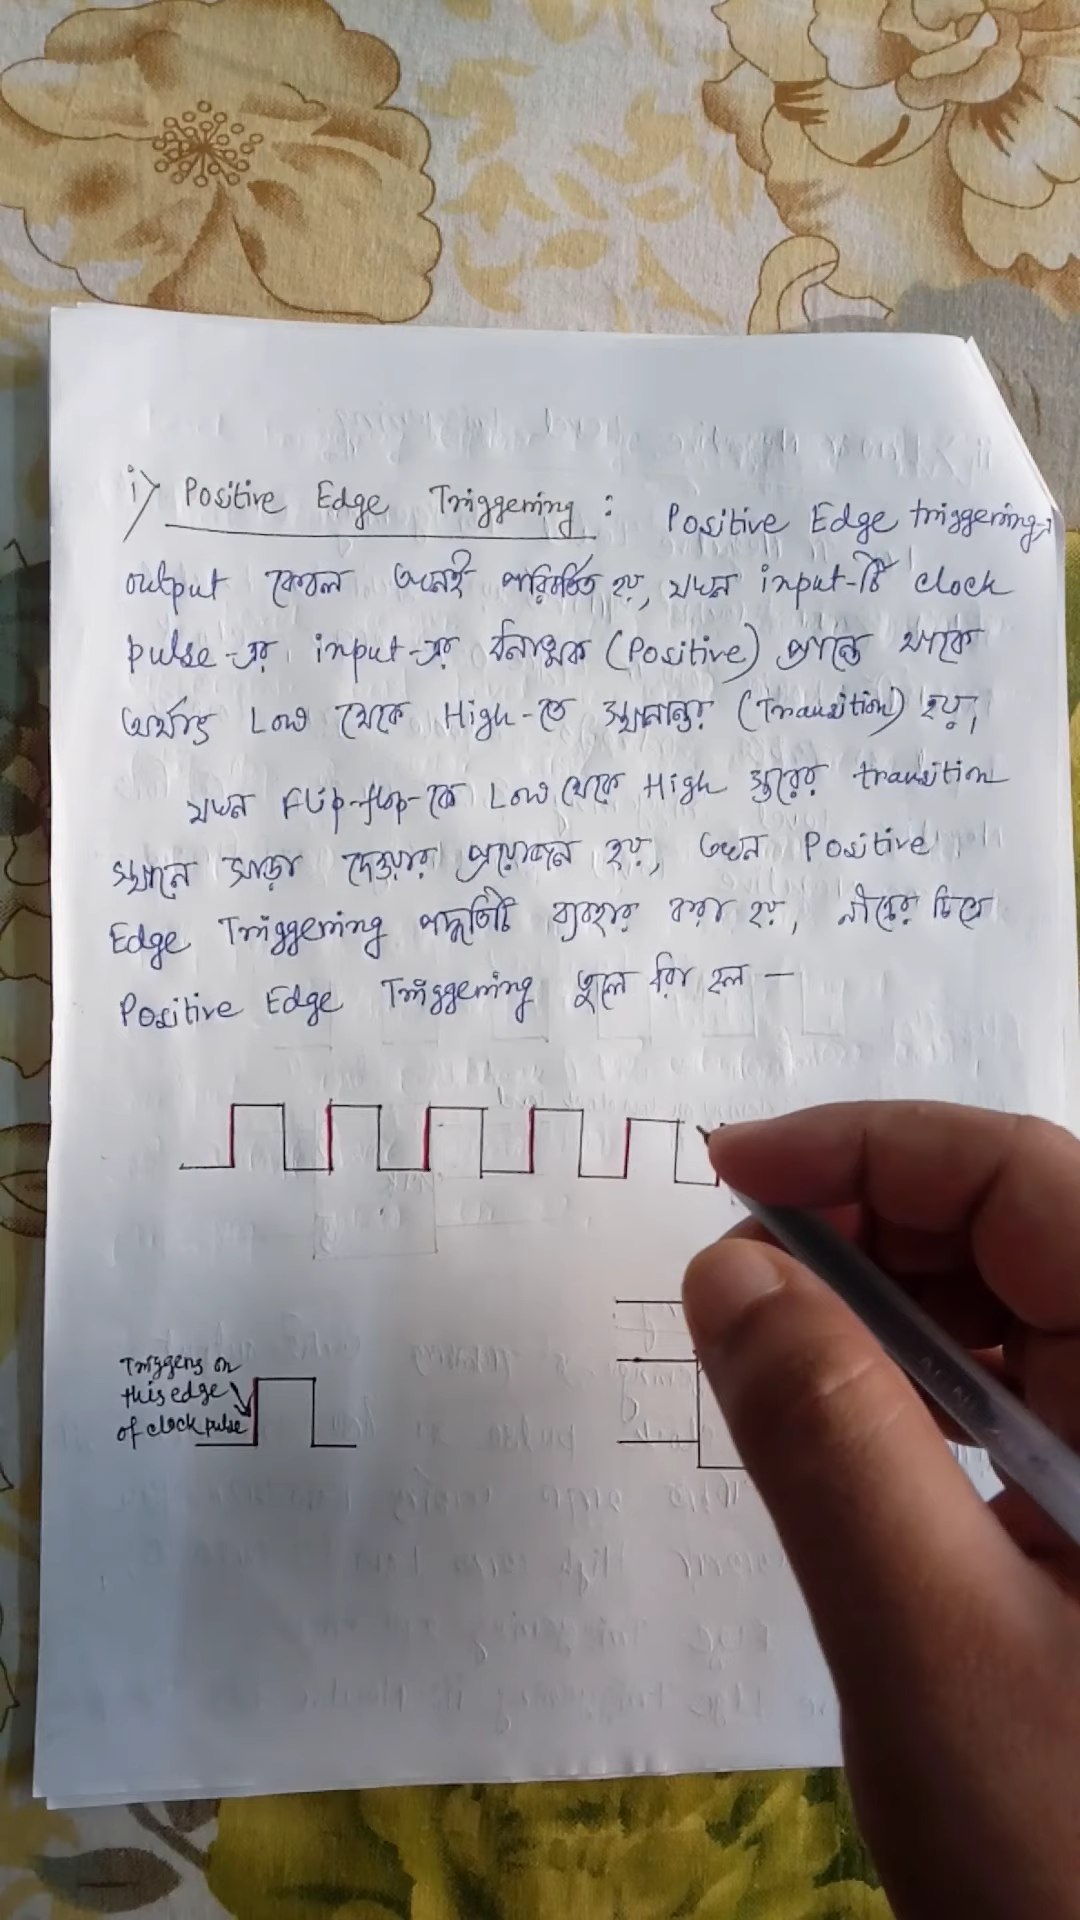 i) Positive Edge Triggering : Positive Edge triggering-এ
output কেবল তখনই পরিবর্তিত হয়, যখন input-টি clock
pulse-এর input-এর ধনাত্মক (Positive) প্রান্তে থাকে
অর্থাৎ Low থেকে High-তে স্থানান্তর (Transition) হয়,
যখন Flip-flop-কে Low থেকে High স্তরের transition
স্থানে সাড়া দেওয়ার প্রয়োজন হয়, তখন Positive
Edge Triggering পদ্ধতিটি ব্যবহার করা হয়, নীচের চিত্রে
Positive Edge Triggering তুলে ধরা হল —
Triggers on
this edge
of clock pulse